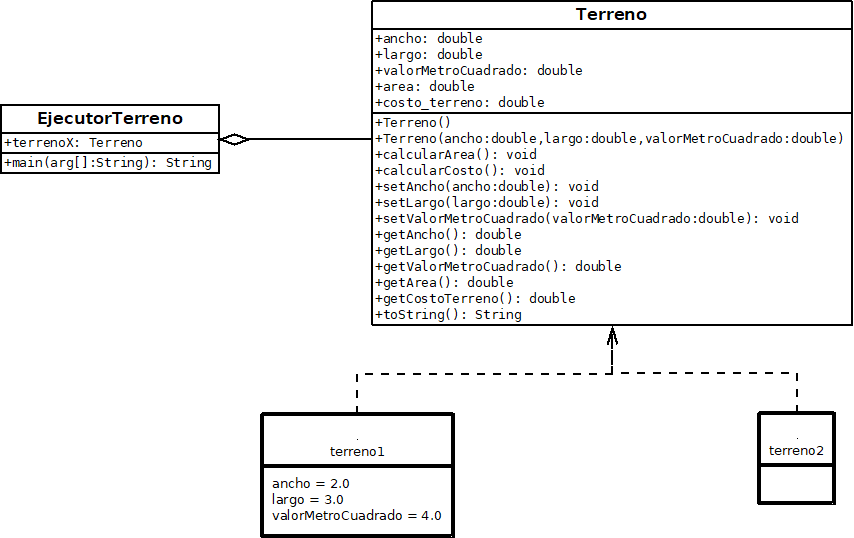 Terreno
+ancho: double
+largo: double
+valorMetroCuadrado: double
+area: double
+costo_terreno: double
+Terreno()
+Terreno(ancho:double,largo:double,valorMetroCuadrado:double)
+calcularArea(): void
+calcularCosto(): void
+setAncho(ancho:double): void
+setLargo(largo:double): void
+setValorMetroCuadrado(valorMetroCuadrado:double): void
+getAncho(): double
+getLargo(): double
+getValorMetroCuadrado(): double
+getArea(): double
+getCostoTerreno(): double
+toString(): String
EjecutorTerreno
+terrenoX: Terreno
+main(arg[]:String): String
.
terreno1
ancho = 2.0
largo = 3.0
valorMetroCuadrado = 4.0
.
terreno2